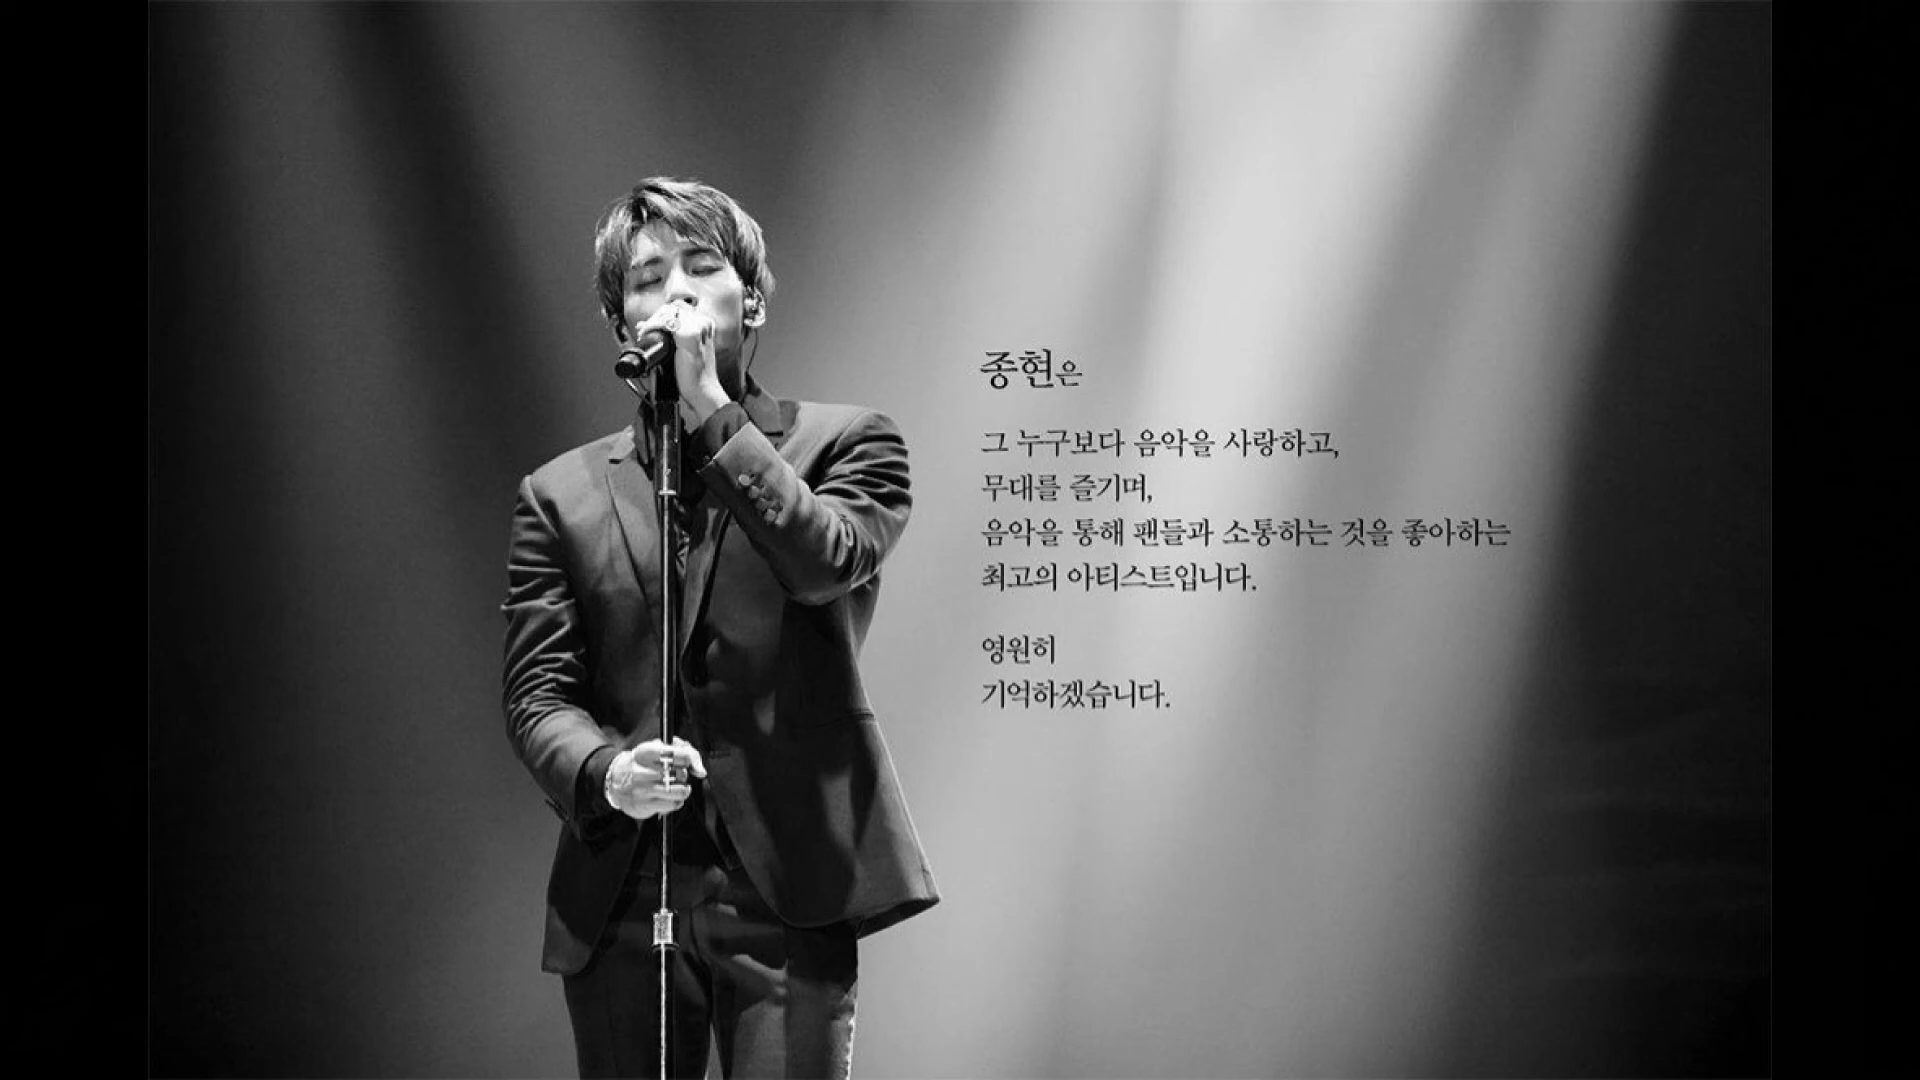 종현은
그 누구보다 음악을 사랑하고,
무대를 즐기며,
음악을 통해 팬들과 소통하는 것을 좋아하는
최고의 아티스트입니다.
영원히
기억하겠습니다.